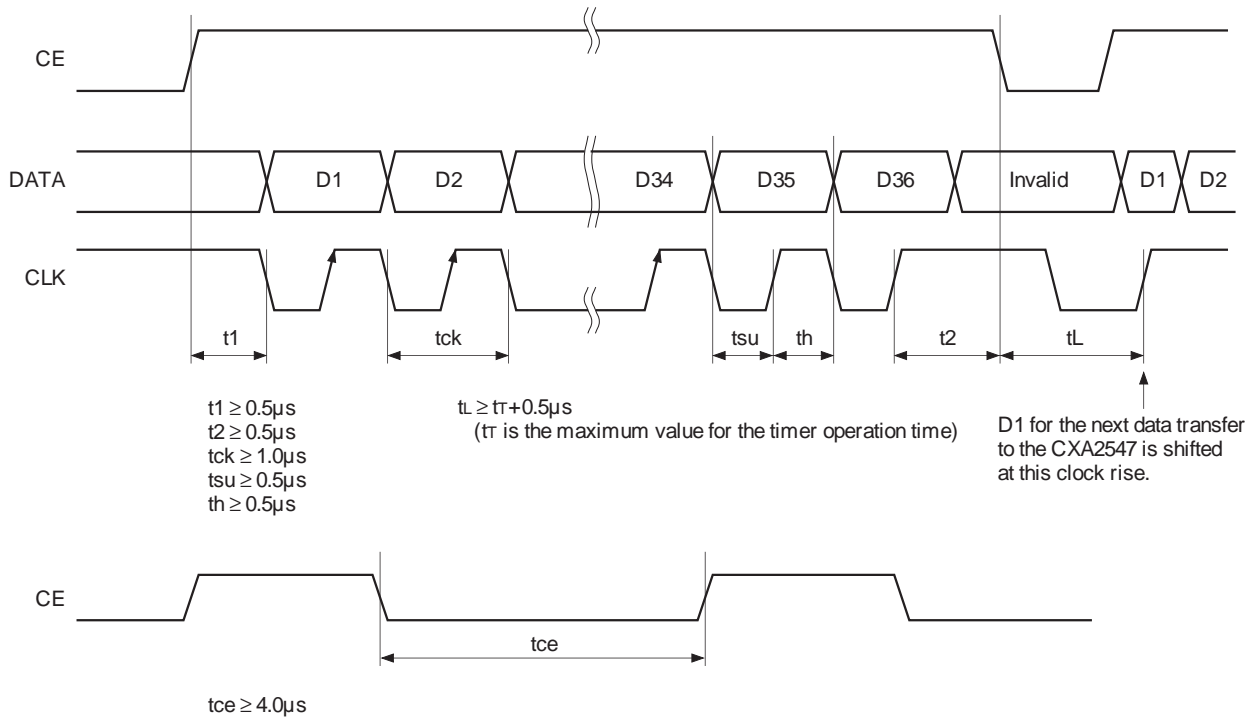 CE
DATA
D1
D2
D34
D35
D36
Invalid
D1
D2
CLK
t1
tck
tsu
th
t2
tL
t1 ≥ 0.5µs
t2 ≥ 0.5µs
tck ≥ 1.0µs
tsu ≥ 0.5µs
th ≥ 0.5µs
tL ≥ tT+0.5µs
(tT is the maximum value for the timer operation time)
D1 for the next data transfer
to the CXA2547 is shifted
at this clock rise.
CE
tce
tce ≥ 4.0µs